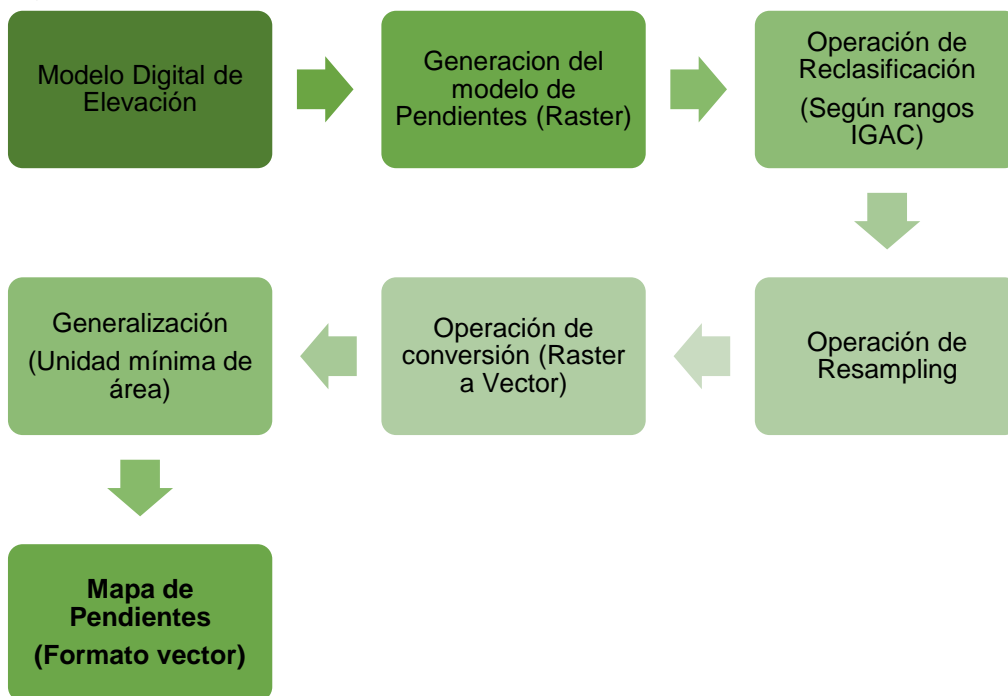 Modelo Digital de
Elevación
Generacion del
modelo de
Pendientes (Raster)
Operación de
Reclasificación
(Según rangos
IGAC)
Operación de
Resampling
Operación de
conversión (Raster
a Vector)
Generalización
(Unidad mínima de
área)
Mapa de
Pendientes
(Formato vector)